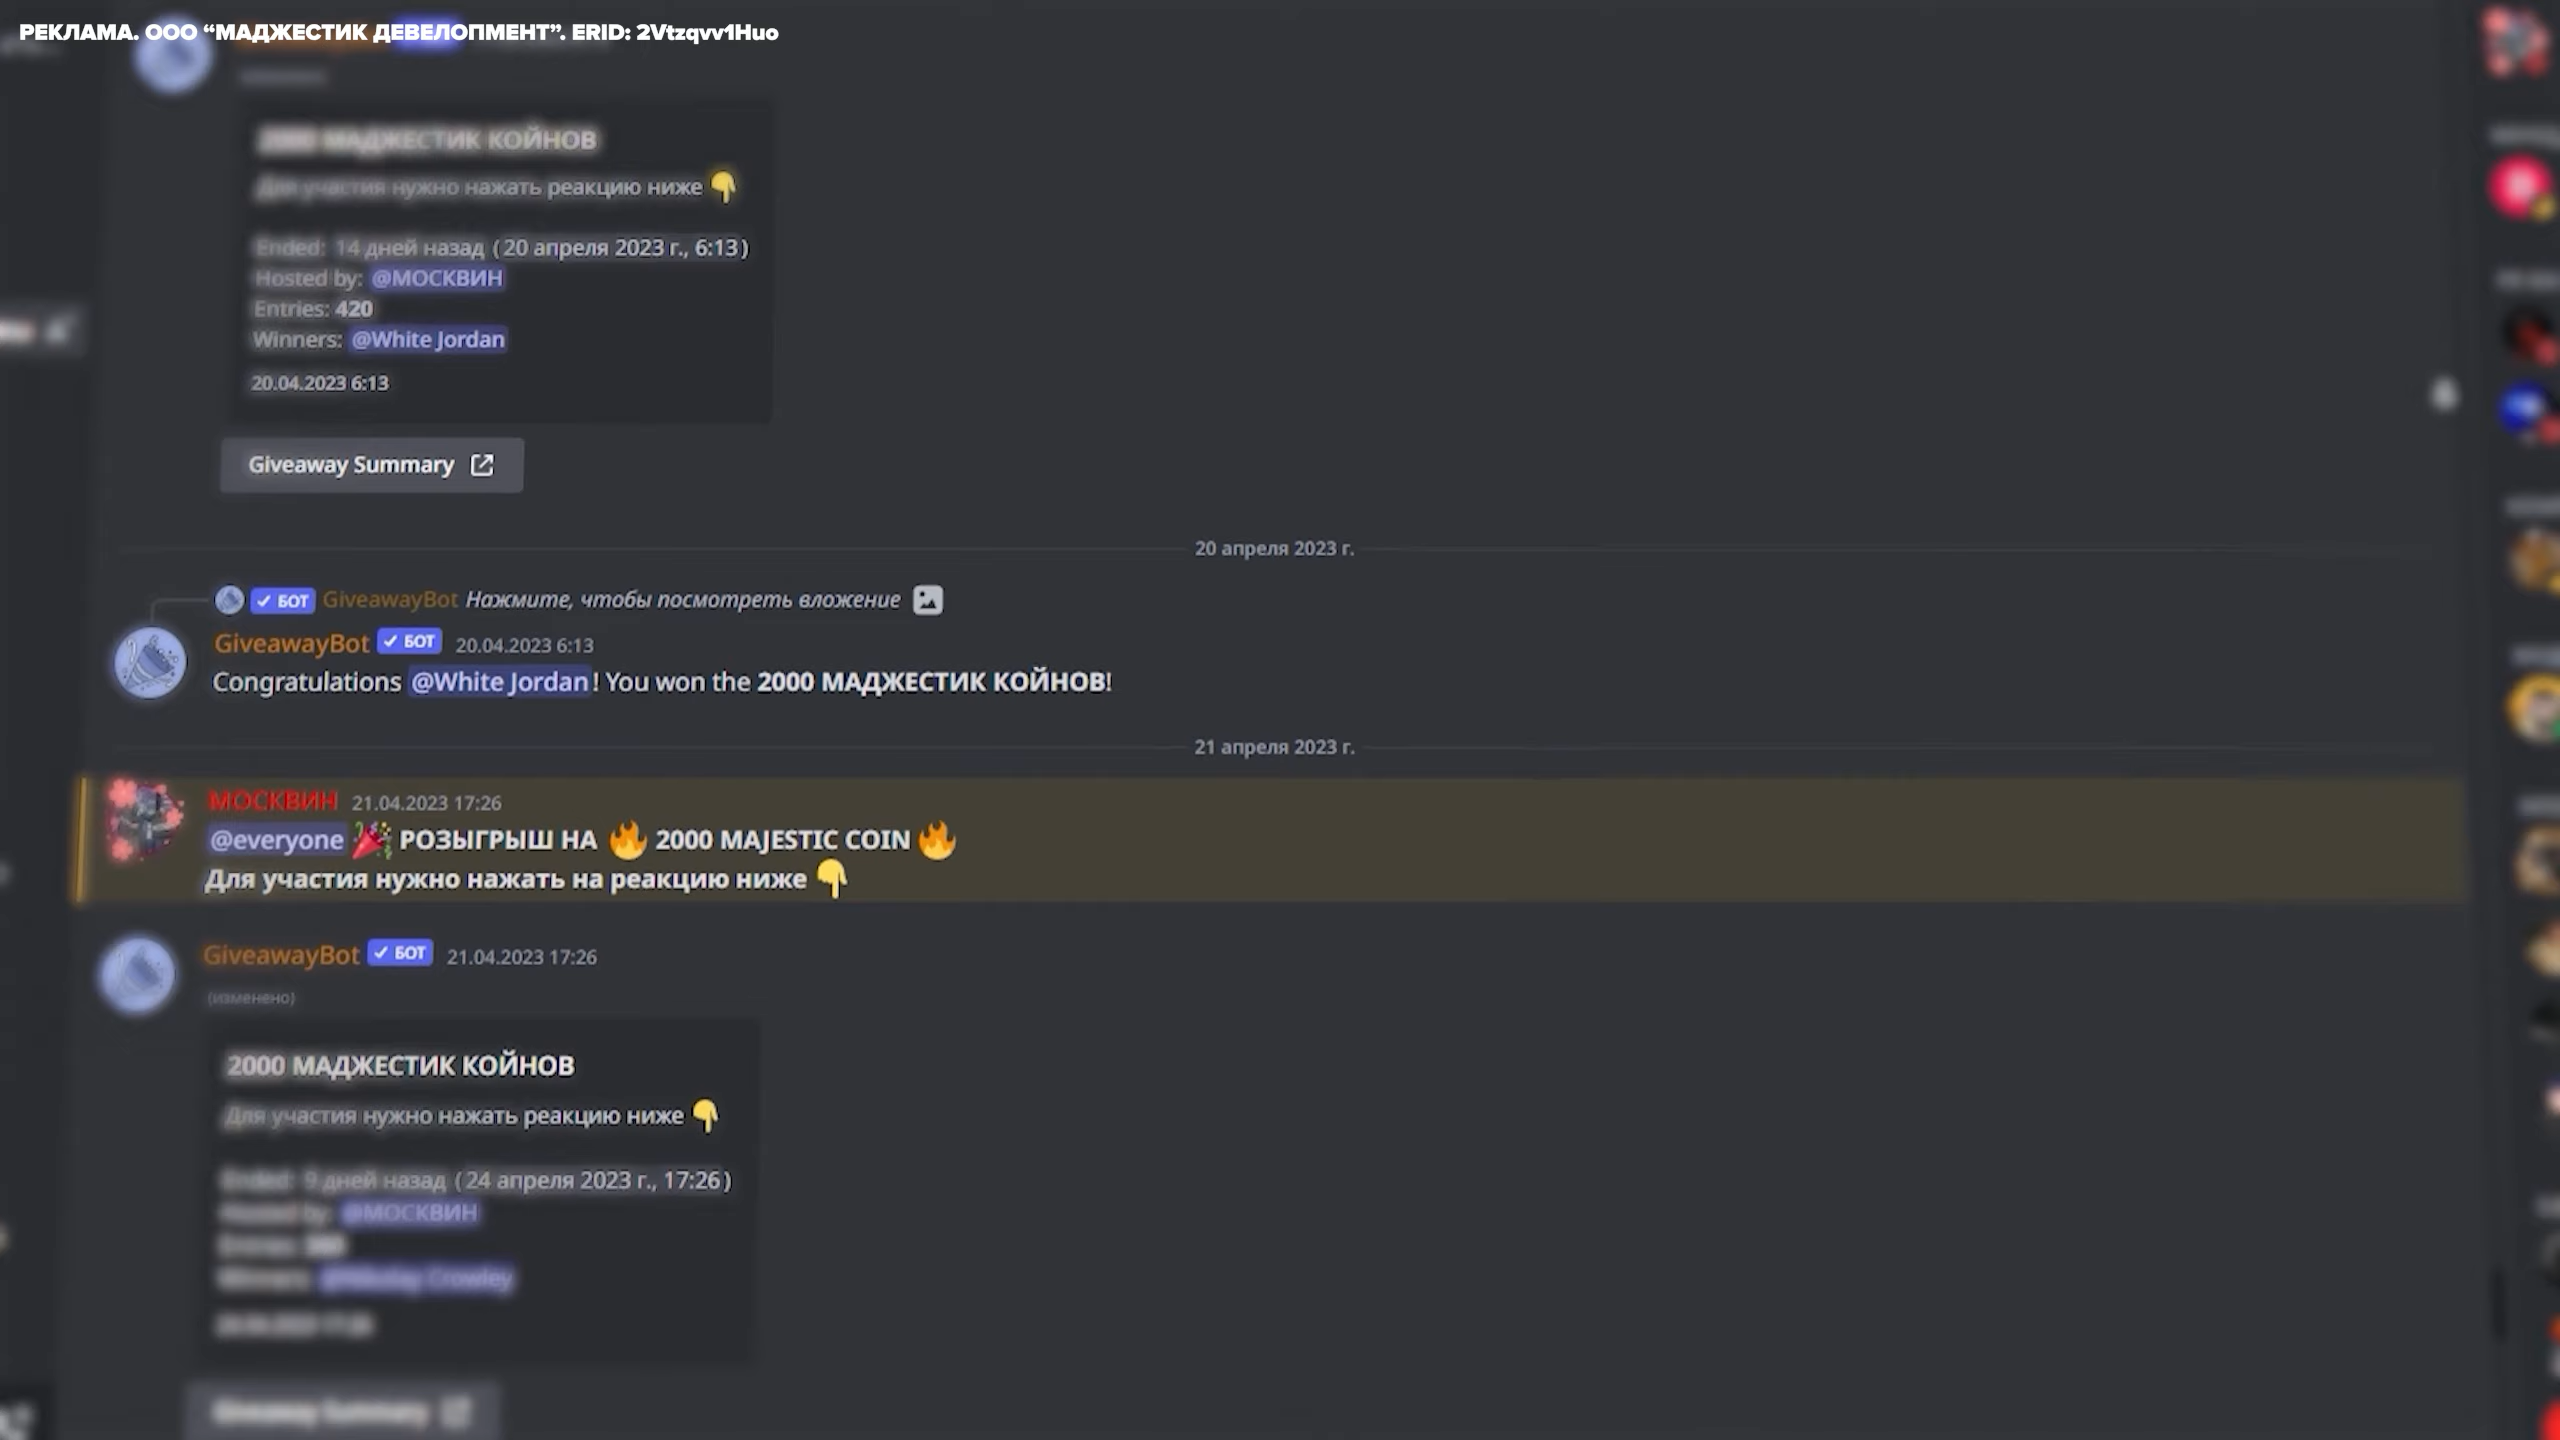 РЕКЛАМА. ООО “МАДЖЕСТИК ДЕВЕЛОПМЕНТ”. ERID: 2Vtzqvv1Huo
2000 МАДЖЕСТИК КОЙНОВ
Для участия нужно нажать реакцию ниже 👇
Ended: 14 дней назад (20 апреля 2023 г., 6:13)
Hosted by: @МОСКВИН
Entries: 420
Winners: @White Jordan
20.04.2023 6:13
Giveaway Summary
20 апреля 2023 г.
✓ БОТ GiveawayBot Нажмите, чтобы посмотреть вложение
GiveawayBot ✓ БОТ 20.04.2023 6:13
Congratulations @White Jordan! You won the 2000 МАДЖЕСТИК КОЙНОВ!
21 апреля 2023 г.
МОСКВИН 21.04.2023 17:26
@everyone 🎉 РОЗЫГРЫШ НА 🔥 2000 MAJESTIC COIN 🔥
Для участия нужно нажать на реакцию ниже 👇
GiveawayBot ✓ БОТ 21.04.2023 17:26
(изменено)
2000 МАДЖЕСТИК КОЙНОВ
Для участия нужно нажать реакцию ниже 👇
Ended: 9 дней назад (24 апреля 2023 г., 17:26)
Hosted by: @МОСКВИН
Entries:
Winners: Crowley
Giveaway Summary